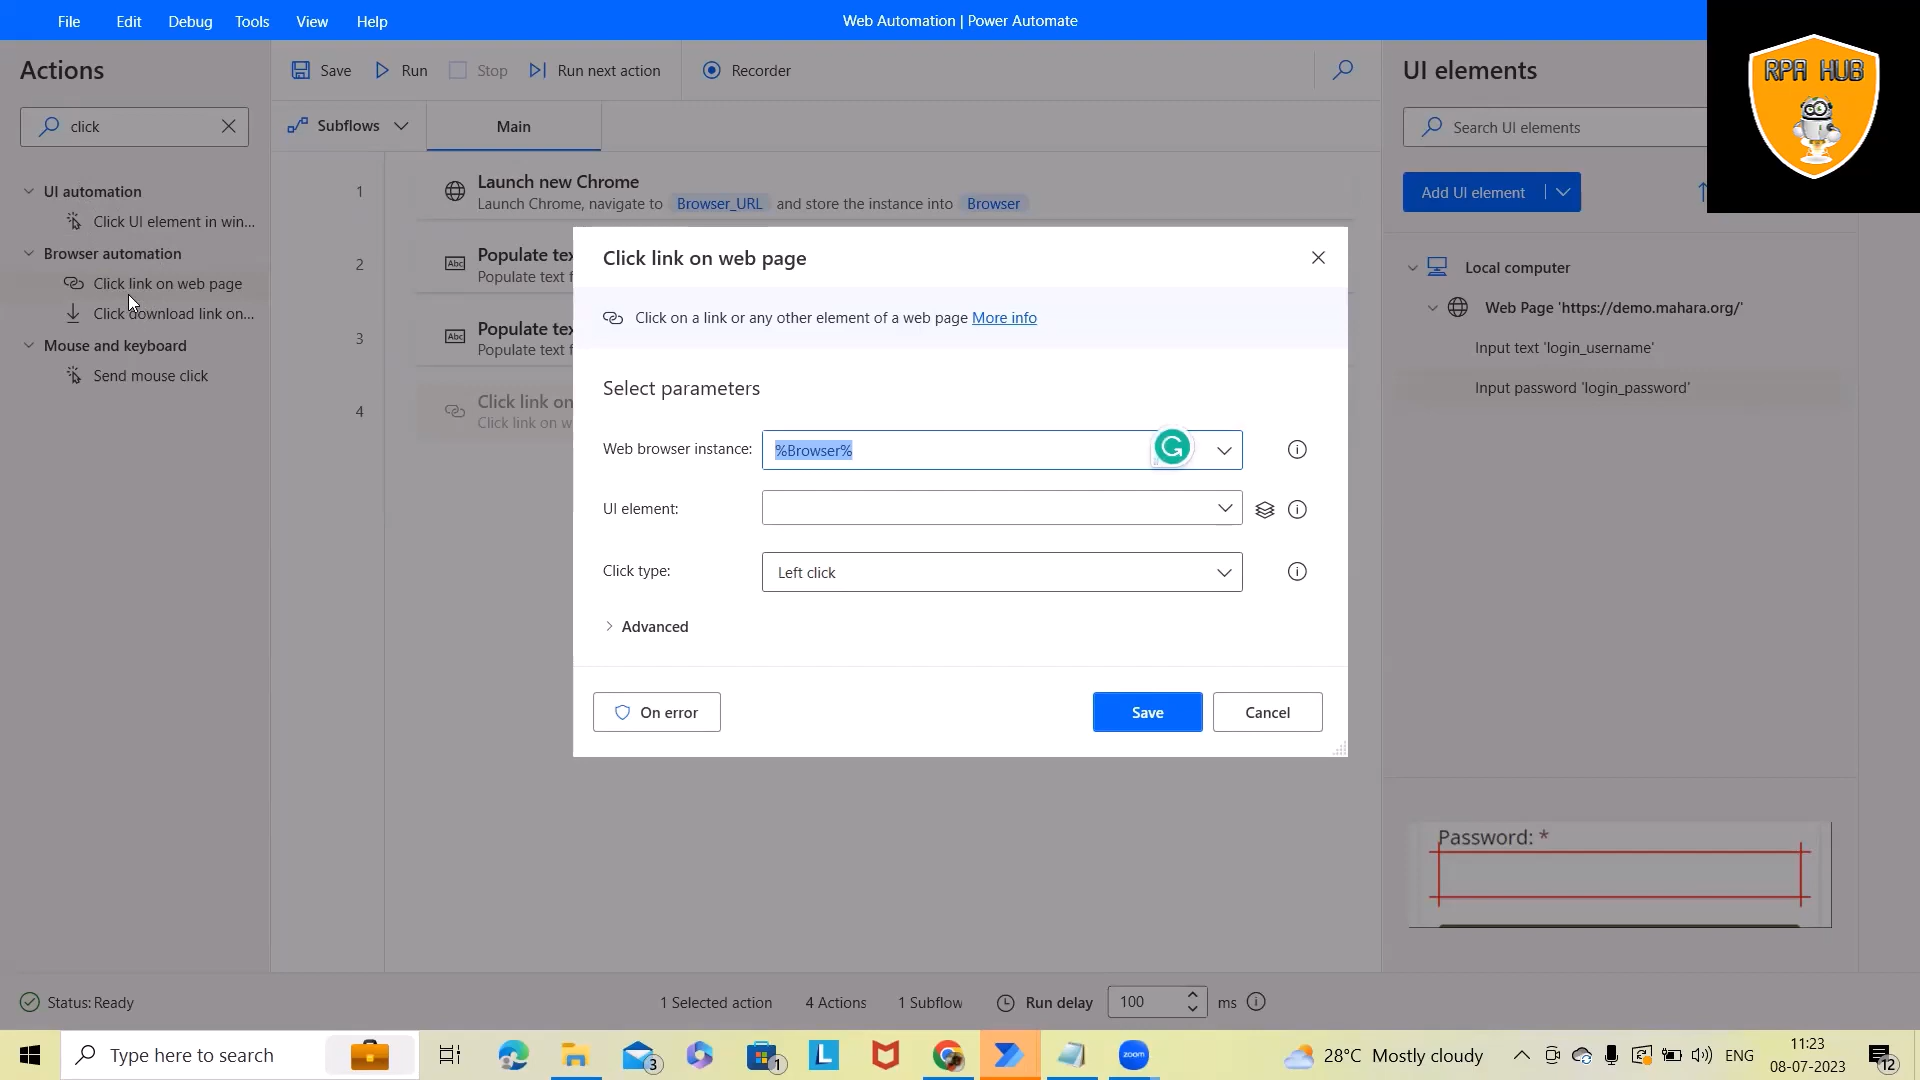 File Edit Debug Tools View Help
Web Automation | Power Automate
RPA HUB
Actions
Save Run Stop Run next action Recorder
UI elements
click
Subflows
Main
Search UI elements
UI automation
Click UI element in win...
Browser automation
Click link on web page
Click download link on...
Mouse and keyboard
Send mouse click
1
Launch new Chrome
Launch Chrome, navigate to Browser_URL and store the instance into Browser
2
Populate tex
Populate text f
3
Populate tex
Populate text f
4
Click link on
Click link on w
Click link on web page
Click on a link or any other element of a web page More info
Select parameters
Web browser instance: %Browser%
UI element:
Click type: Left click
Advanced
On error
Save
Cancel
Add UI element
Local computer
Web Page 'https://demo.mahara.org/'
Input text 'login_username'
Input password 'login_password'
Password: *
Status: Ready
1 Selected action 4 Actions 1 Subflow Run delay 100 ms
Type here to search
3
1
L
zoom
28°C Mostly cloudy
ENG
11:23
08-07-2023
12